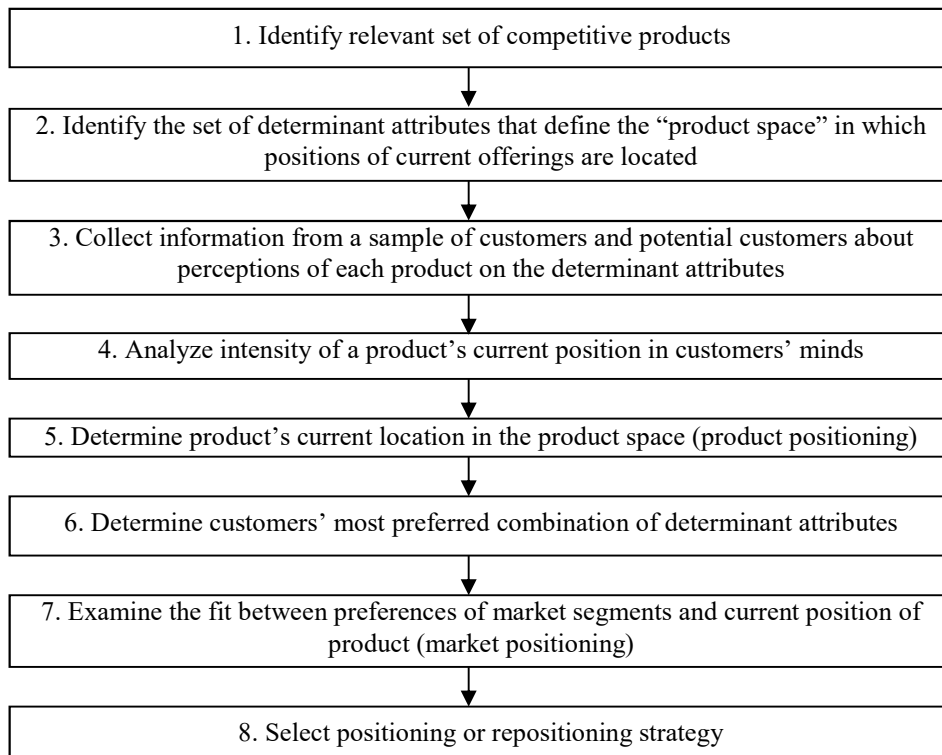 1. Identify relevant set of competitive products
2. Identify the set of determinant attributes that define the “product space” in which
positions of current offerings are located
3. Collect information from a sample of customers and potential customers about
perceptions of each product on the determinant attributes
4. Analyze intensity of a product’s current position in customers’ minds
5. Determine product’s current location in the product space (product positioning)
6. Determine customers’ most preferred combination of determinant attributes
7. Examine the fit between preferences of market segments and current position of
product (market positioning)
8. Select positioning or repositioning strategy